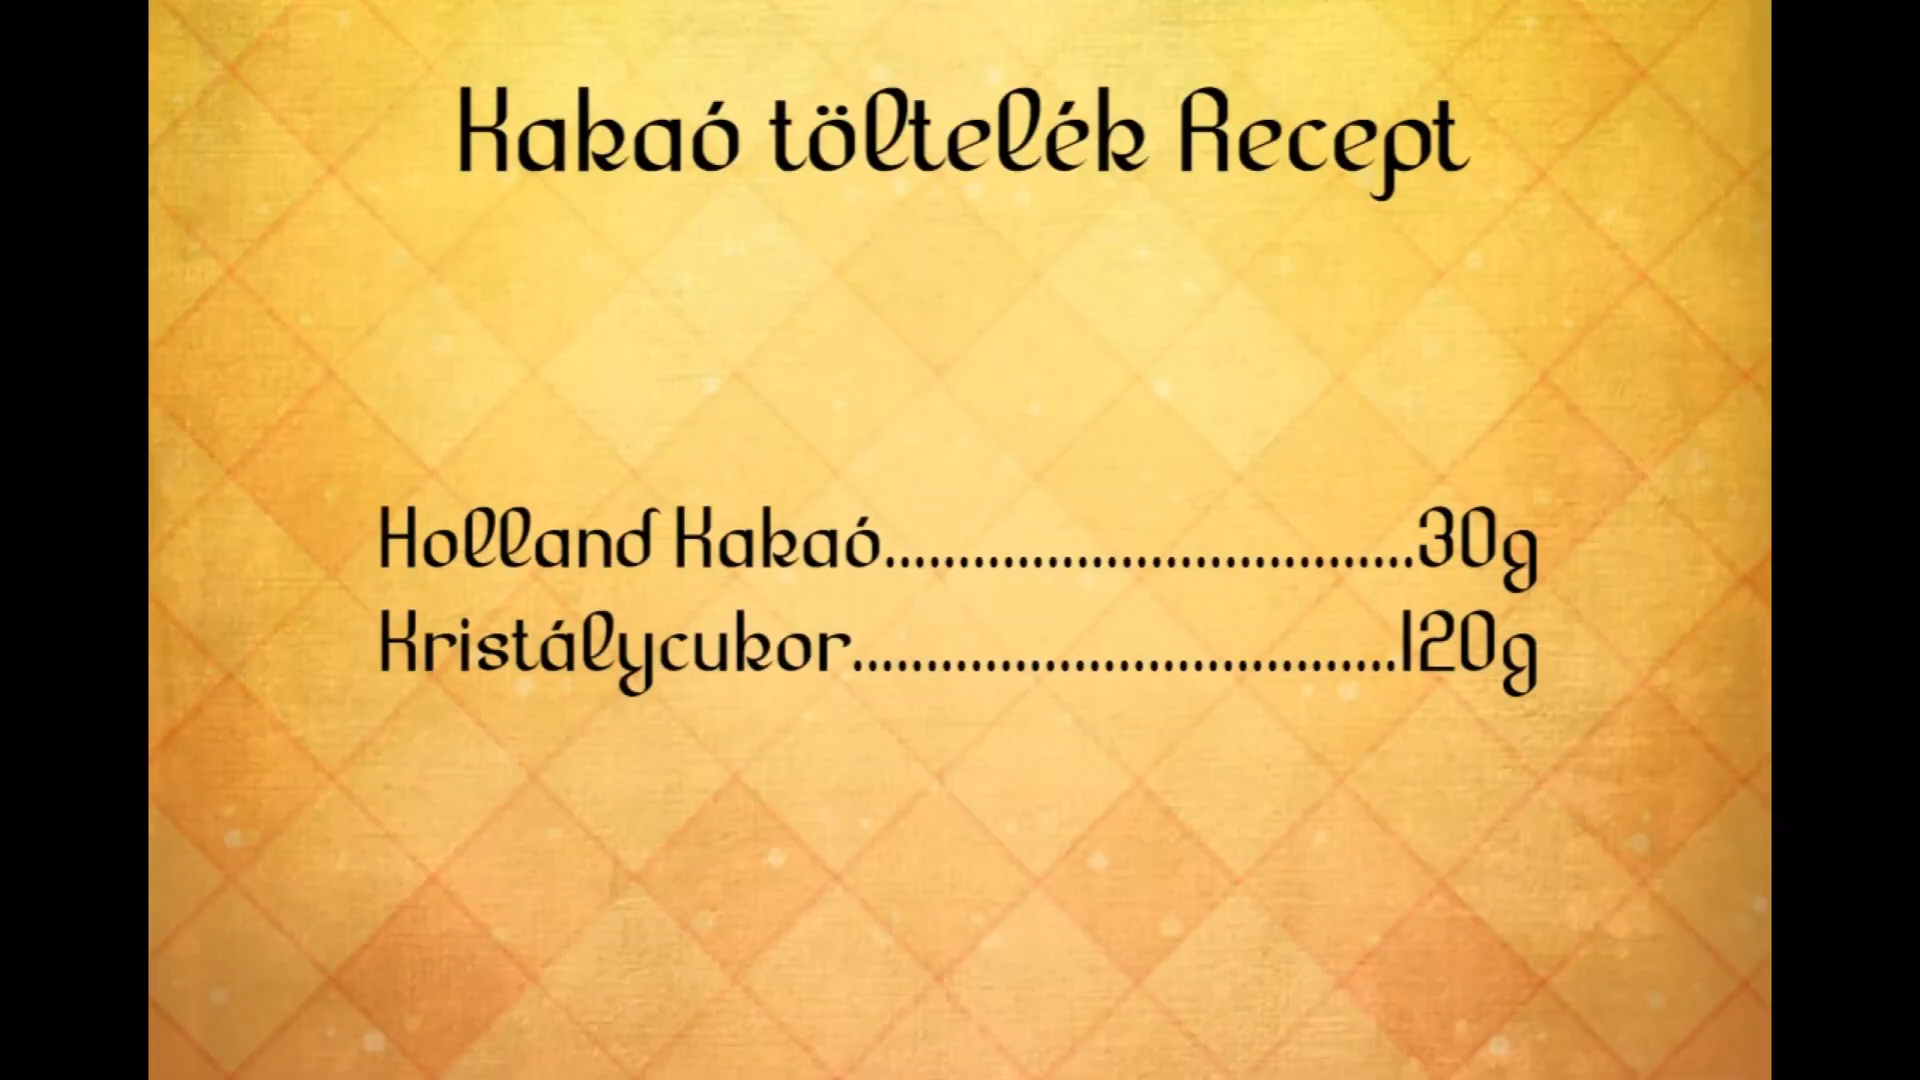 Kakaó töltelék Recept
Holland Kakaó....................................30g
Kristálycukor.....................................120g